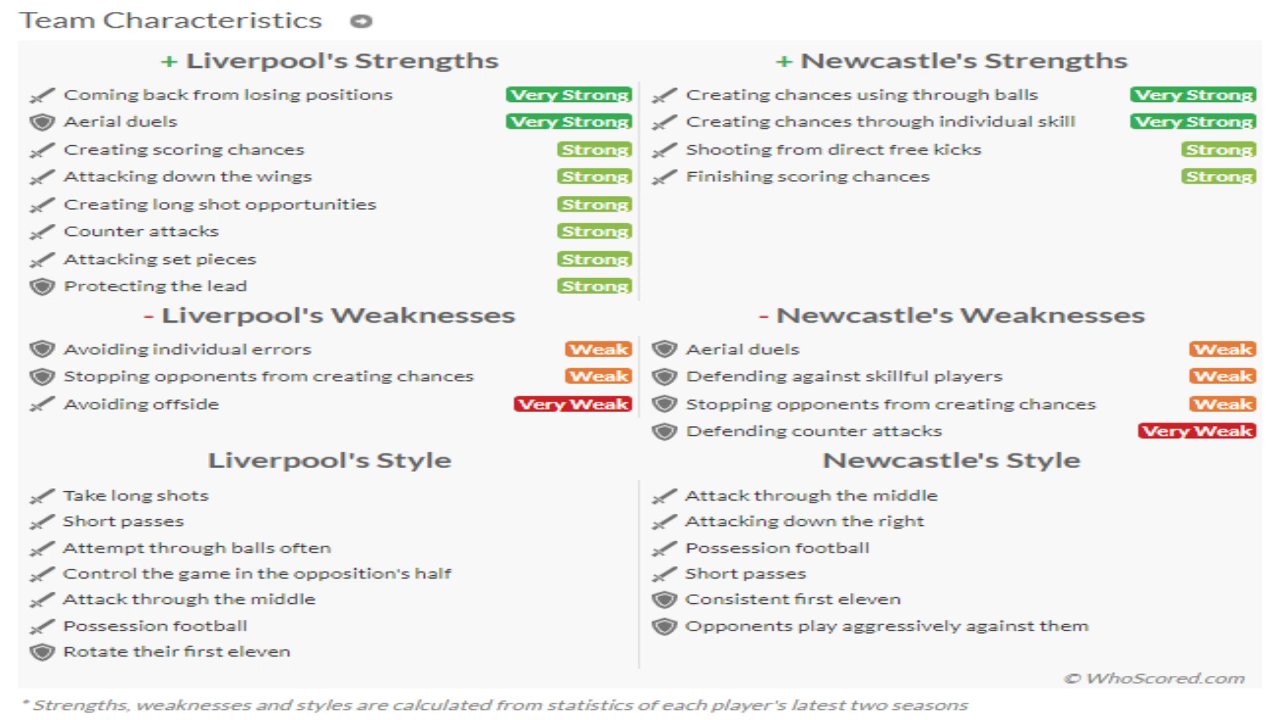 Team Characteristics
+ Liverpool's Strengths
Coming back from losing positions Very Strong
Aerial duels Very Strong
Creating scoring chances Strong
Attacking down the wings Strong
Creating long shot opportunities Strong
Counter attacks Strong
Attacking set pieces Strong
Protecting the lead Strong
+ Newcastle's Strengths
Creating chances using through balls Very Strong
Creating chances through individual skill Very Strong
Shooting from direct free kicks Strong
Finishing scoring chances Strong
- Liverpool's Weaknesses
Avoiding individual errors Weak
Stopping opponents from creating chances Weak
Avoiding offside Very Weak
- Newcastle's Weaknesses
Aerial duels Weak
Defending against skillful players Weak
Stopping opponents from creating chances Weak
Defending counter attacks Very Weak
Liverpool's Style
Take long shots
Short passes
Attempt through balls often
Control the game in the opposition's half
Attack through the middle
Possession football
Rotate their first eleven
Newcastle's Style
Attack through the middle
Attacking down the right
Possession football
Short passes
Consistent first eleven
Opponents play aggressively against them
© WhoScored.com
* Strengths, weaknesses and styles are calculated from statistics of each player's latest two seasons